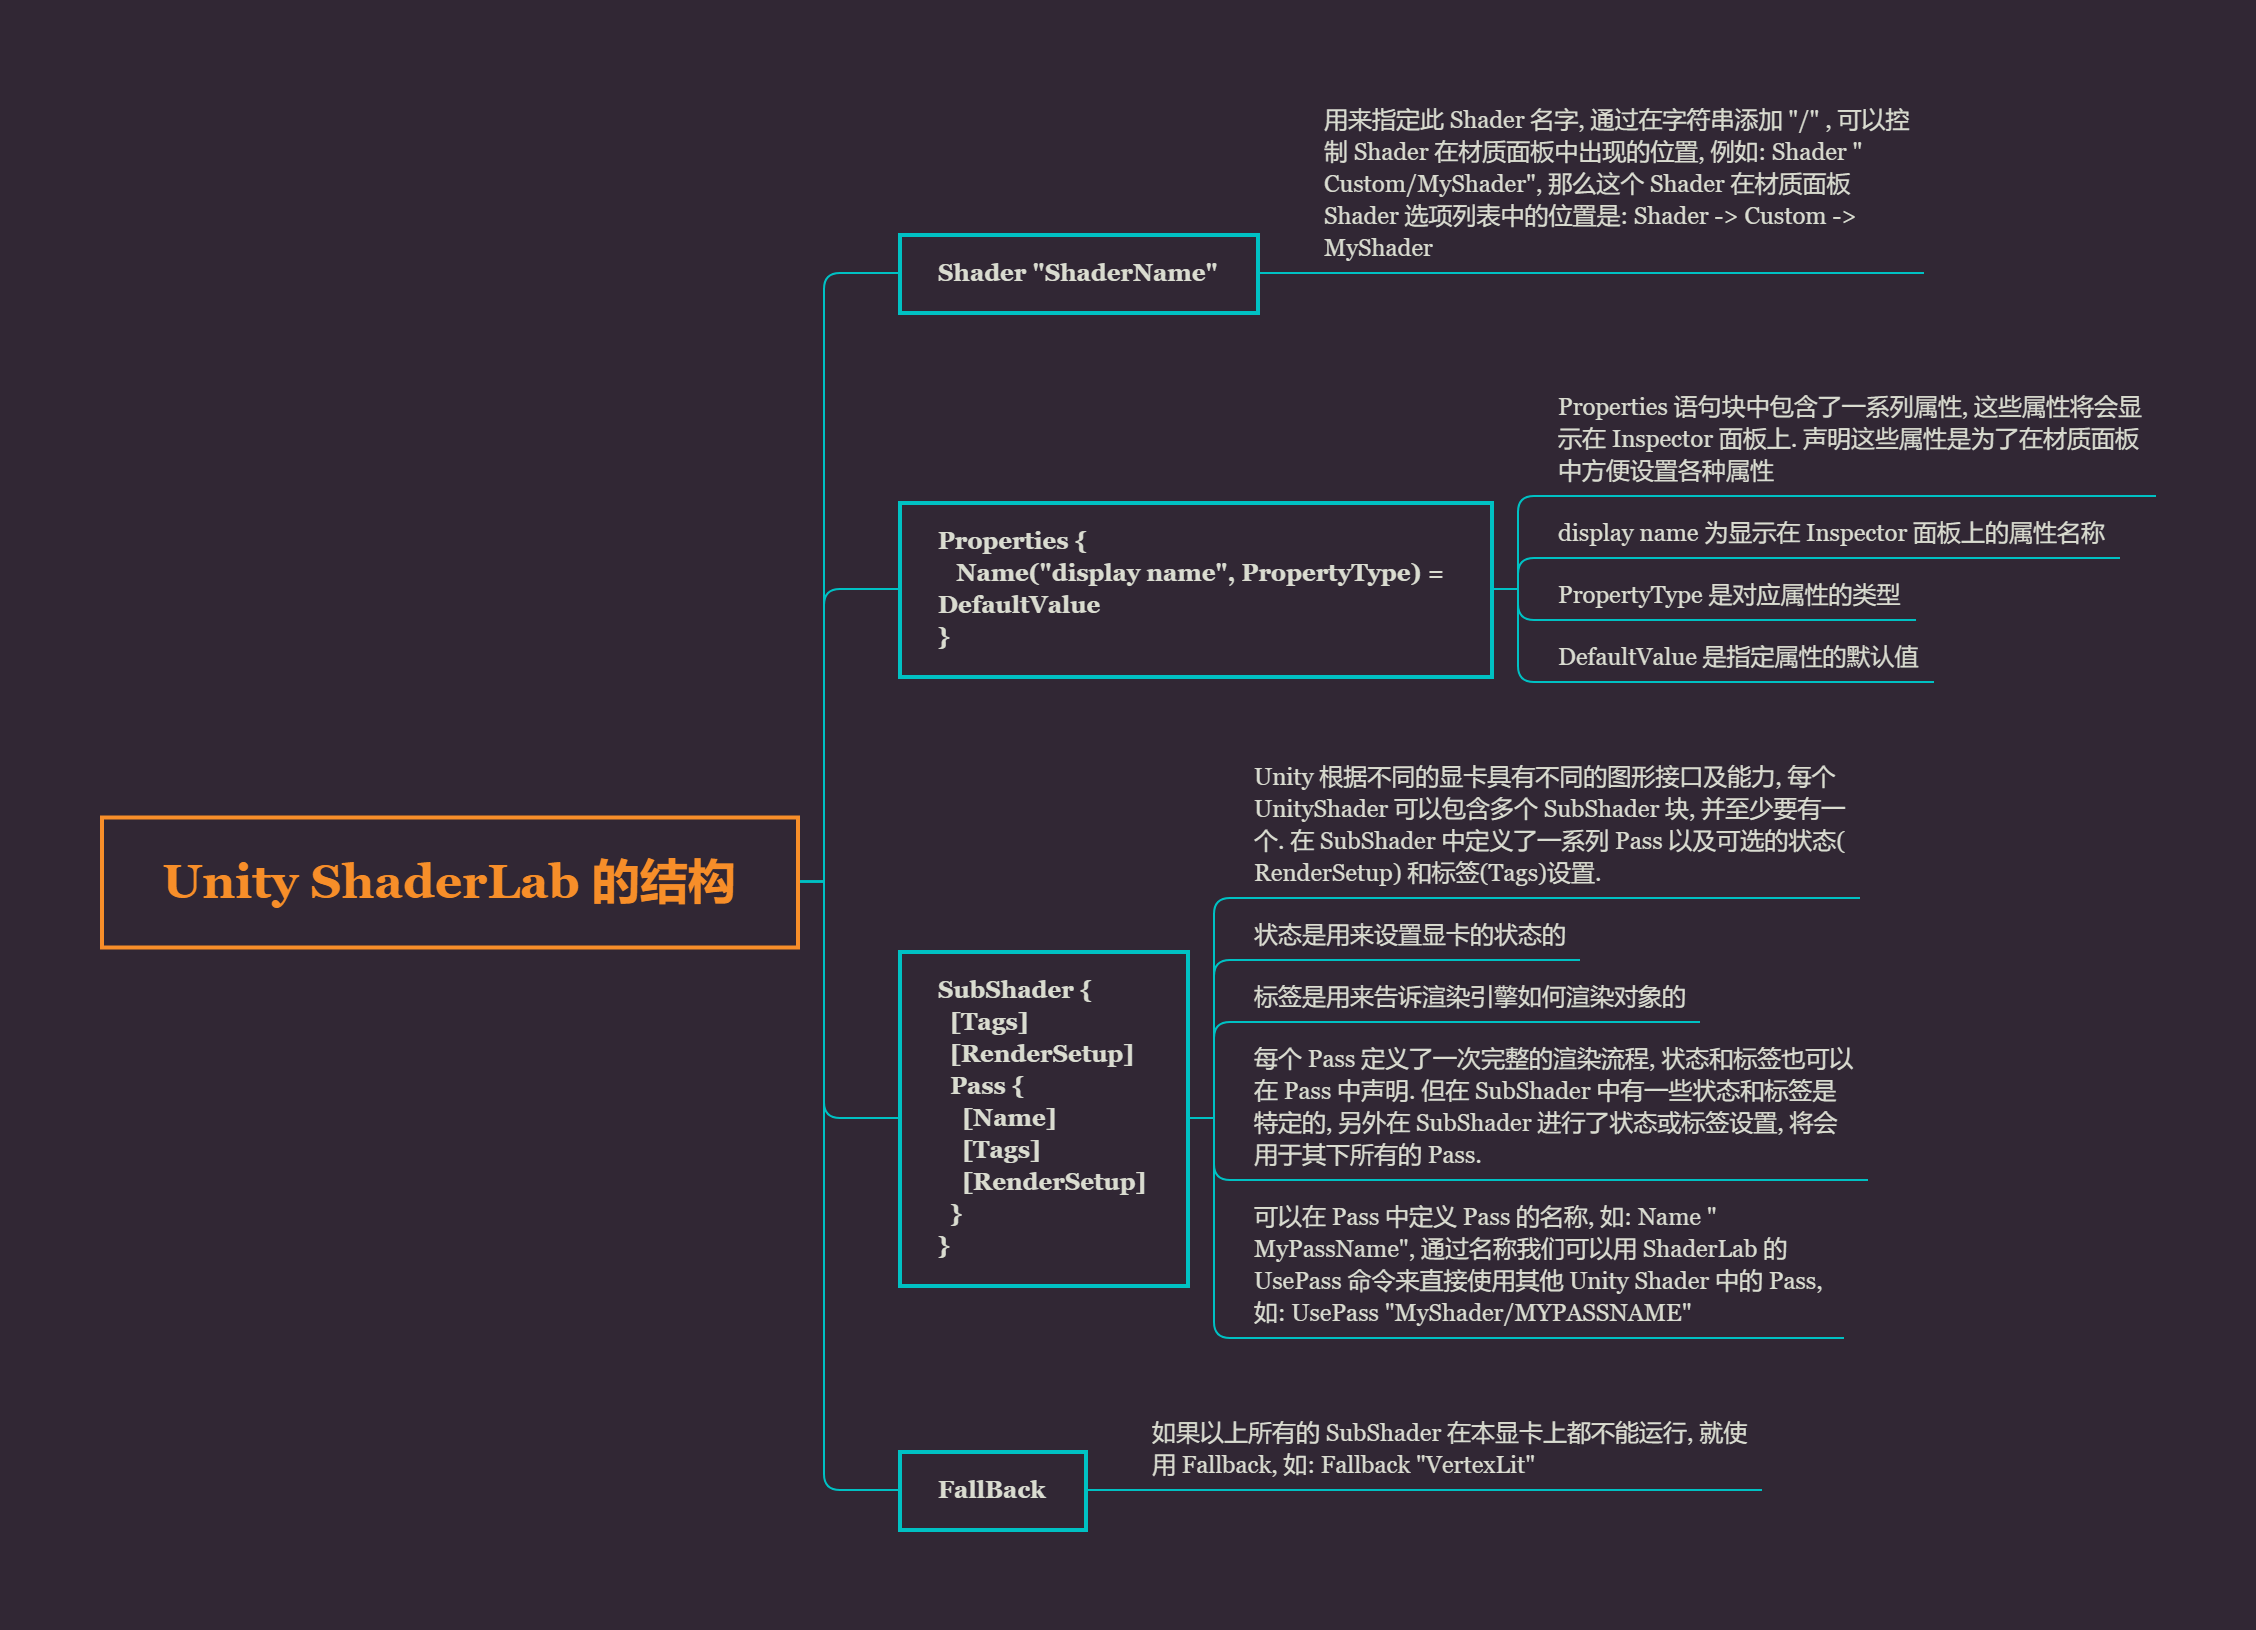 Unity ShaderLab 的结构
Shader "ShaderName"
用来指定此 Shader 名字, 通过在字符串添加 "/" , 可以控
制 Shader 在材质面板中出现的位置, 例如: Shader "
Custom/MyShader", 那么这个 Shader 在材质面板
Shader 选项列表中的位置是: Shader -> Custom ->
MyShader
Properties {
Name("display name", PropertyType) =
DefaultValue
}
Properties 语句块中包含了一系列属性, 这些属性将会显
示在 Inspector 面板上. 声明这些属性是为了在材质面板
中方便设置各种属性
display name 为显示在 Inspector 面板上的属性名称
PropertyType 是对应属性的类型
DefaultValue 是指定属性的默认值
SubShader {
[Tags]
[RenderSetup]
Pass {
[Name]
[Tags]
[RenderSetup]
}
}
Unity 根据不同的显卡具有不同的图形接口及能力, 每个
UnityShader 可以包含多个 SubShader 块, 并至少要有一
个. 在 SubShader 中定义了一系列 Pass 以及可选的状态(
RenderSetup) 和标签(Tags)设置.
状态是用来设置显卡的状态的
标签是用来告诉渲染引擎如何渲染对象的
每个 Pass 定义了一次完整的渲染流程, 状态和标签也可以
在 Pass 中声明. 但在 SubShader 中有一些状态和标签是
特定的, 另外在 SubShader 进行了状态或标签设置, 将会
用于其下所有的 Pass.
可以在 Pass 中定义 Pass 的名称, 如: Name "
MyPassName", 通过名称我们可以用 ShaderLab 的
UsePass 命令来直接使用其他 Unity Shader 中的 Pass,
如: UsePass "MyShader/MYPASSNAME"
FallBack
如果以上所有的 SubShader 在本显卡上都不能运行, 就使
用 Fallback, 如: Fallback "VertexLit"